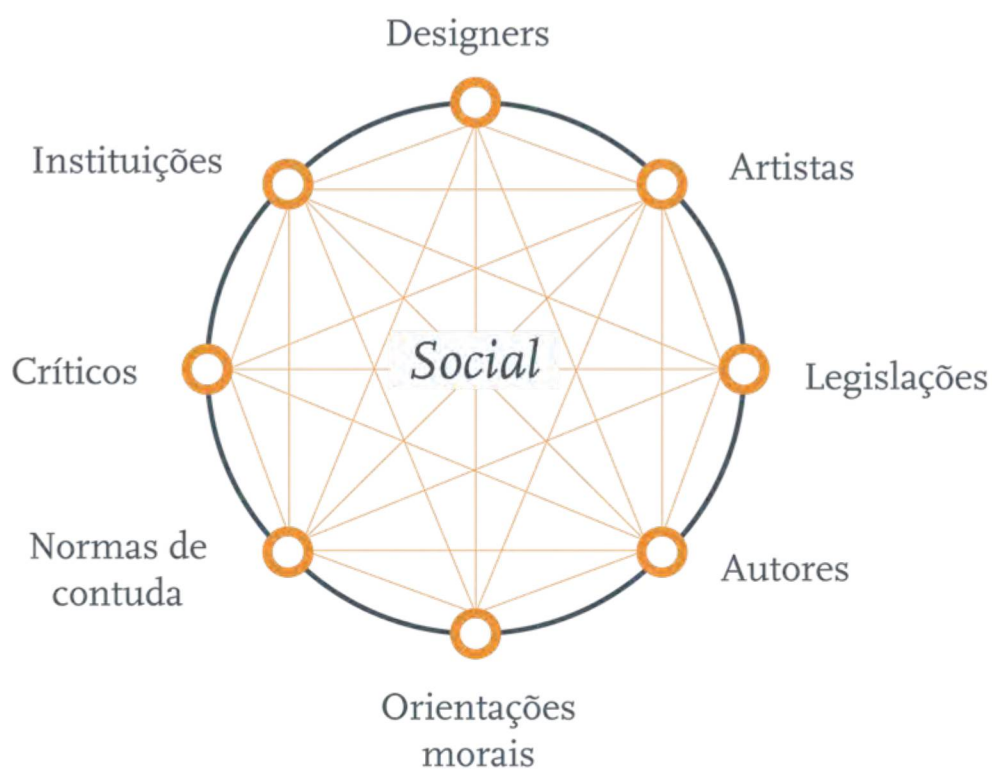 Designers
Instituições
Artistas
Social
Críticos
Legislações
Normas de
contuda
Autores
Orientações
morais